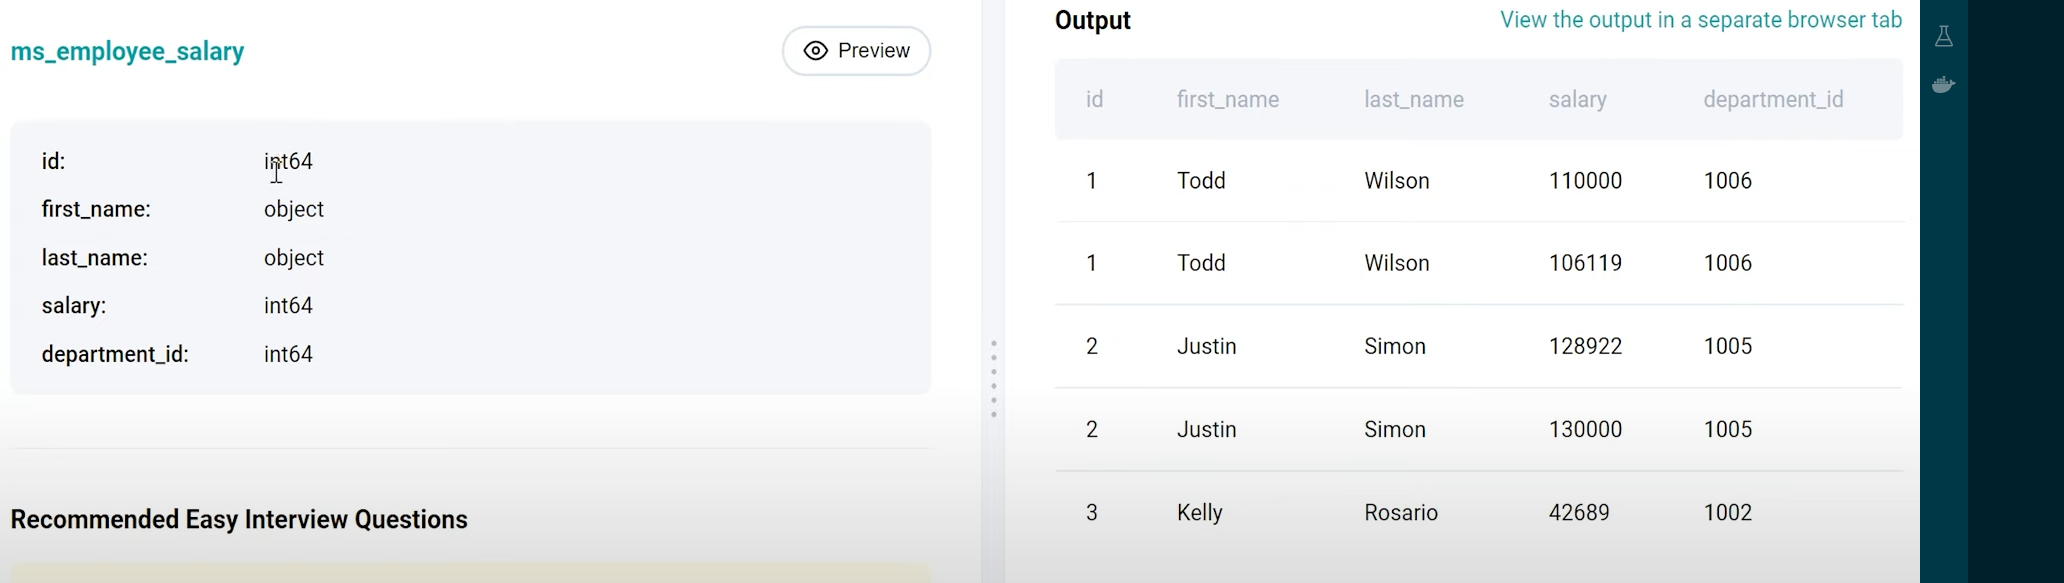 ms_employee_salary
Preview
id: int64
first_name: object
last_name: object
salary: int64
department_id: int64
Recommended Easy Interview Questions
Output
View the output in a separate browser tab
id first_name last_name salary department_id
1 Todd Wilson 110000 1006
1 Todd Wilson 106119 1006
2 Justin Simon 128922 1005
2 Justin Simon 130000 1005
3 Kelly Rosario 42689 1002